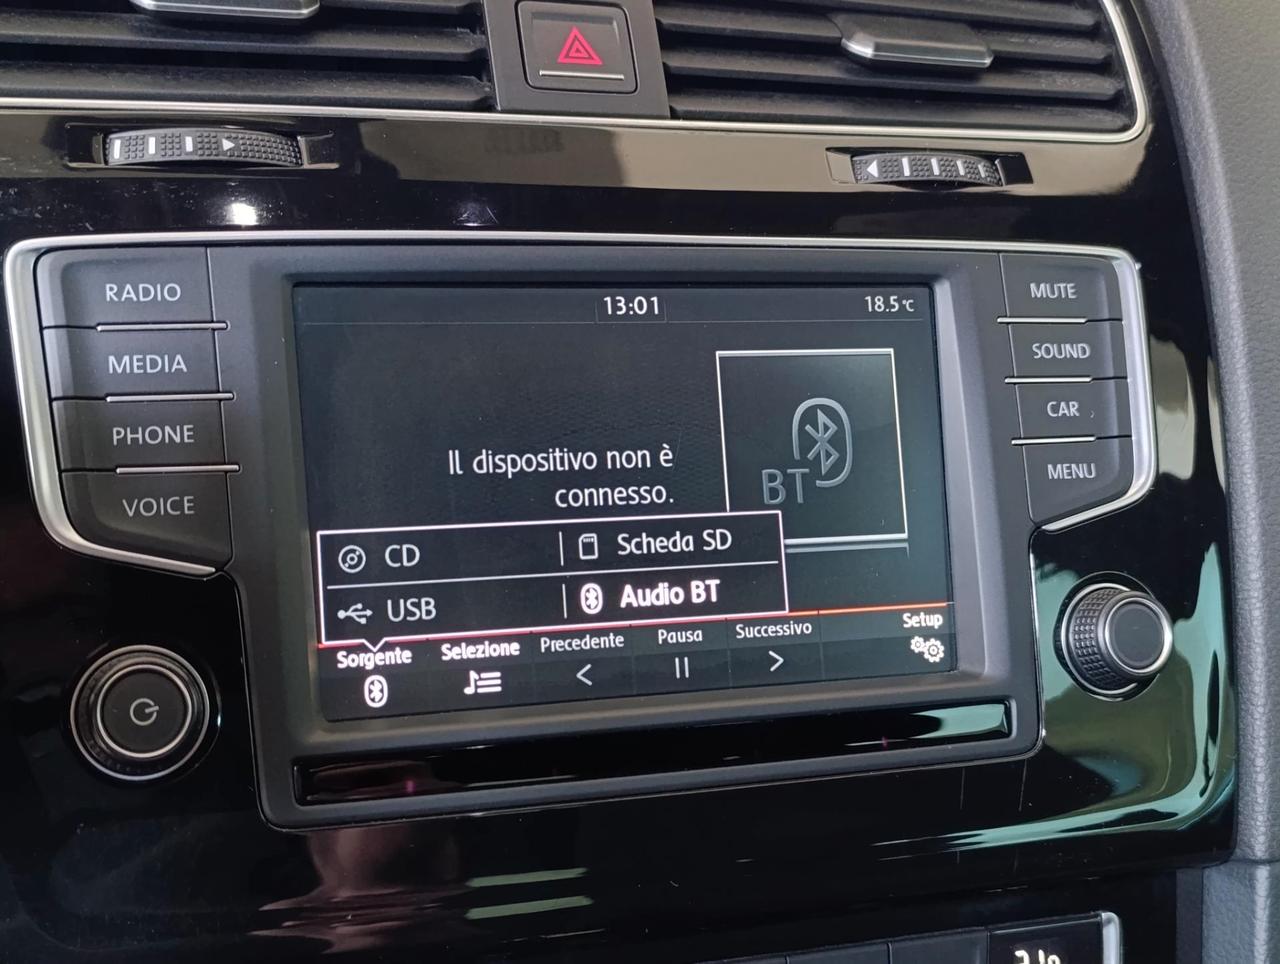 RADIO
MEDIA
PHONE
VOICE
13:01
18.5°C
Il dispositivo non è
connesso.
BT
CD
Scheda SD
USB
Audio BT
Sorgente
Selezione
Precedente
Pausa
Successivo
Setup
MUTE
SOUND
CAR
MENU